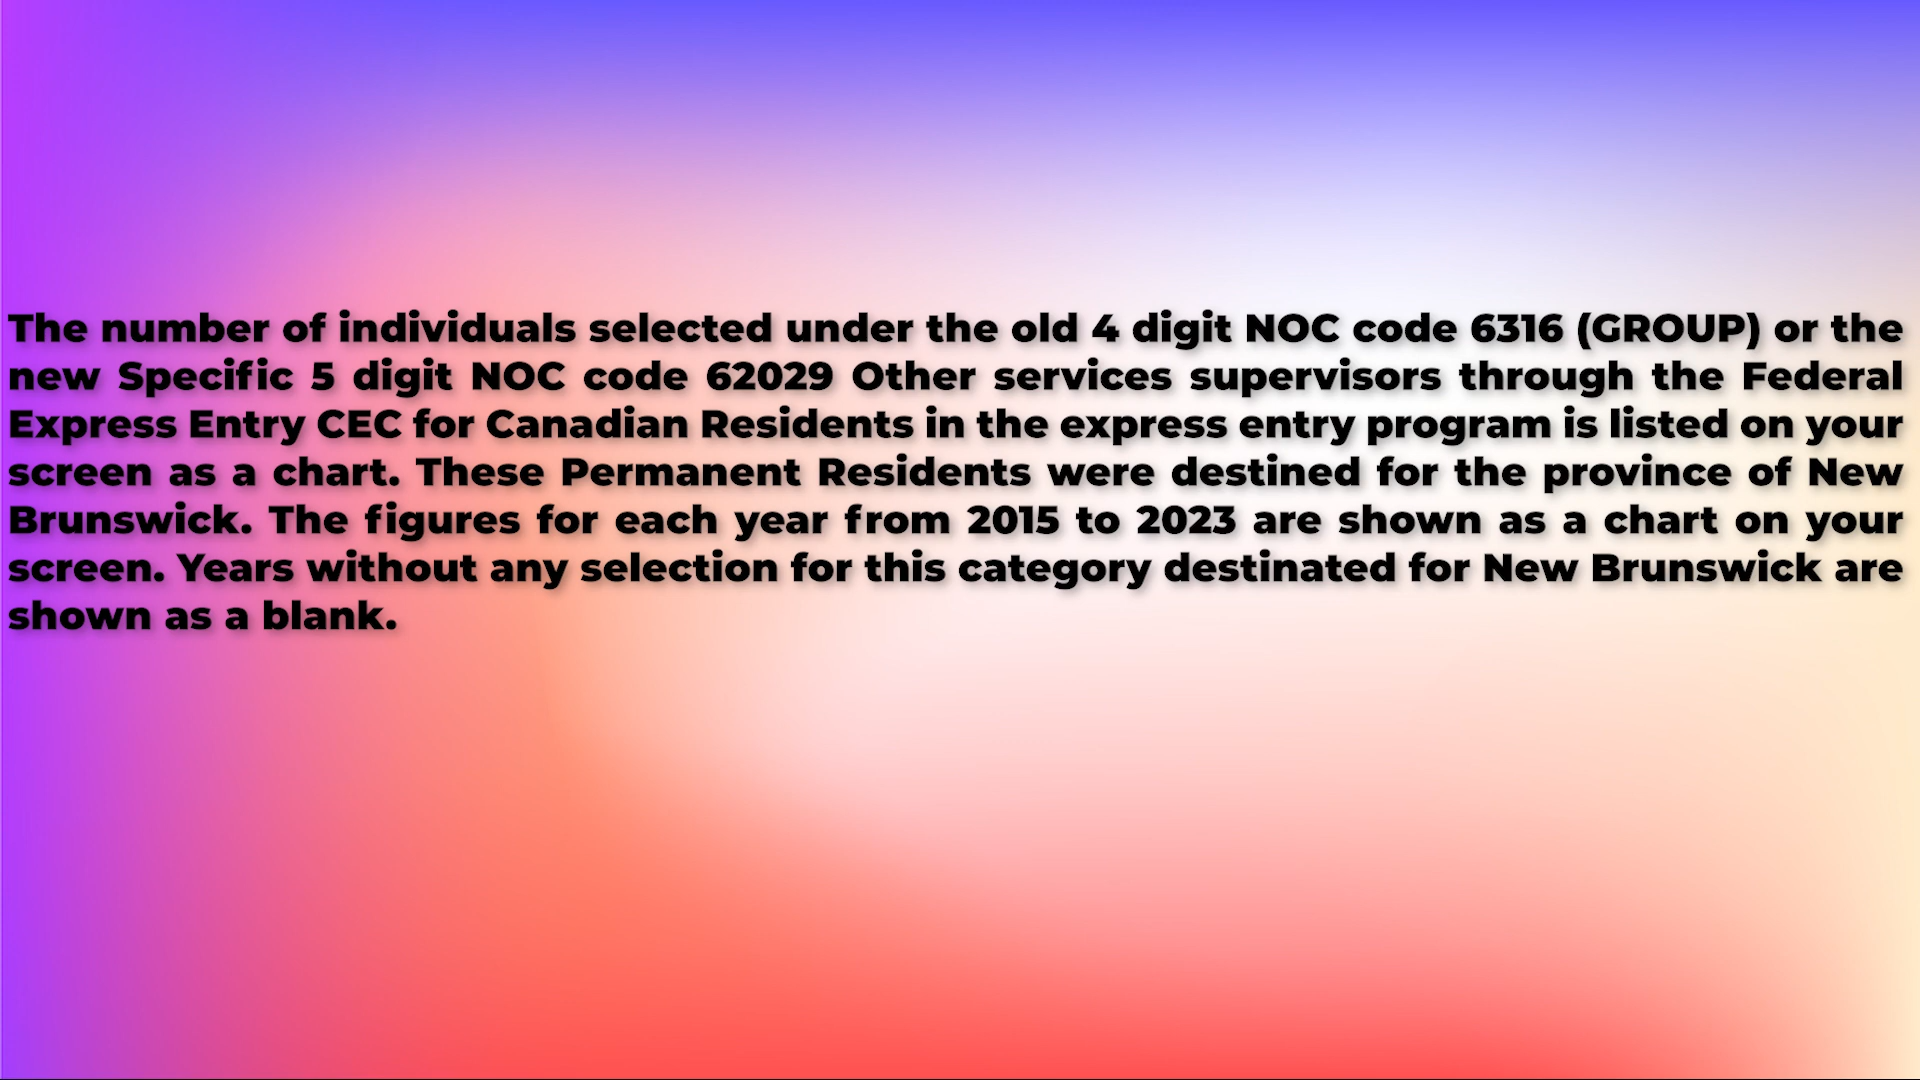 The number of individuals selected under the old 4 digit NOC code 6316 (GROUP) or the
new Specific 5 digit NOC code 62029 Other services supervisors through the Federal
Express Entry CEC for Canadian Residents in the express entry program is listed on your
screen as a chart. These Permanent Residents were destined for the province of New
Brunswick. The figures for each year from 2015 to 2023 are shown as a chart on your
screen. Years without any selection for this category destinated for New Brunswick are
shown as a blank.